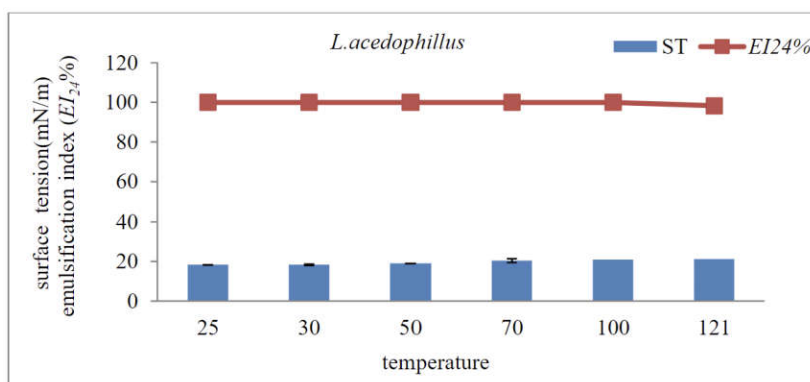 L.acedophillus
ST
EI24%
120
100
80
60
40
20
0
surface tension(mN/m)
emulsification index (EI₂₄%)
25 30 50 70 100 121
temperature